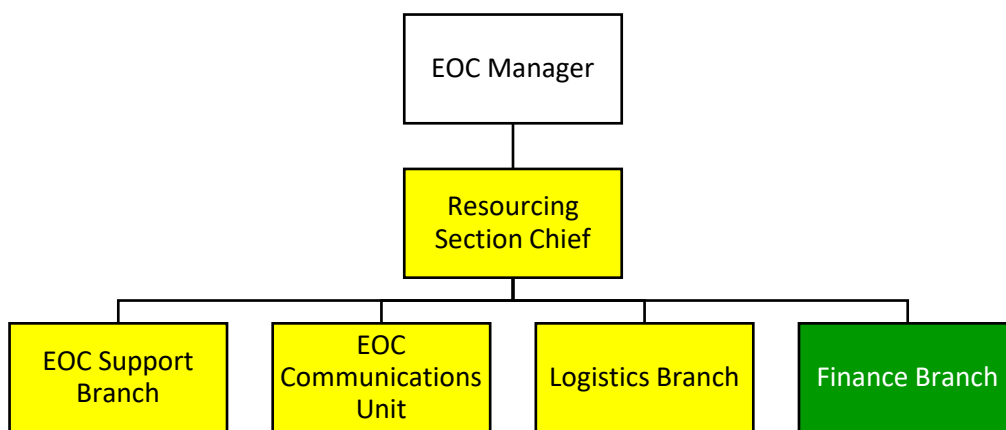 EOC Manager
Resourcing
Section Chief
EOC Support
Branch
EOC
Communications
Unit
Logistics Branch
Finance Branch